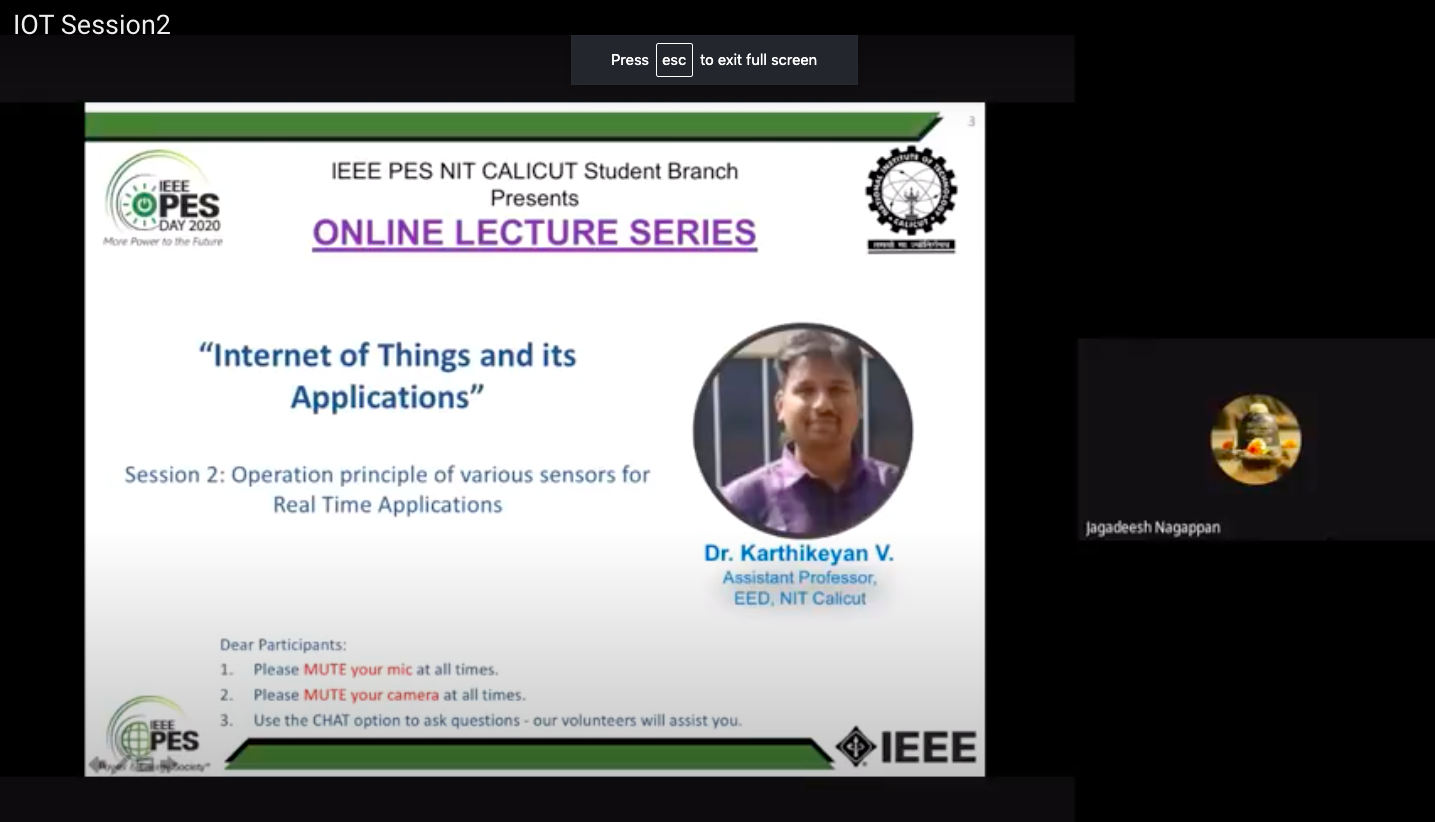 IOT Session2
Press esc to exit full screen
3
IEEE
PES
DAY 2020
More Power to the Future
IEEE PES NIT CALICUT Student Branch
Presents
ONLINE LECTURE SERIES
“Internet of Things and its
Applications”
Session 2: Operation principle of various sensors for
Real Time Applications
Dr. Karthikeyan V.
Assistant Professor,
EED, NIT Calicut
Jagadeesh Nagappan
Dear Participants:
1. Please MUTE your mic at all times.
2. Please MUTE your camera at all times.
3. Use the CHAT option to ask questions - our volunteers will assist you.
IEEE
PES
IEEE